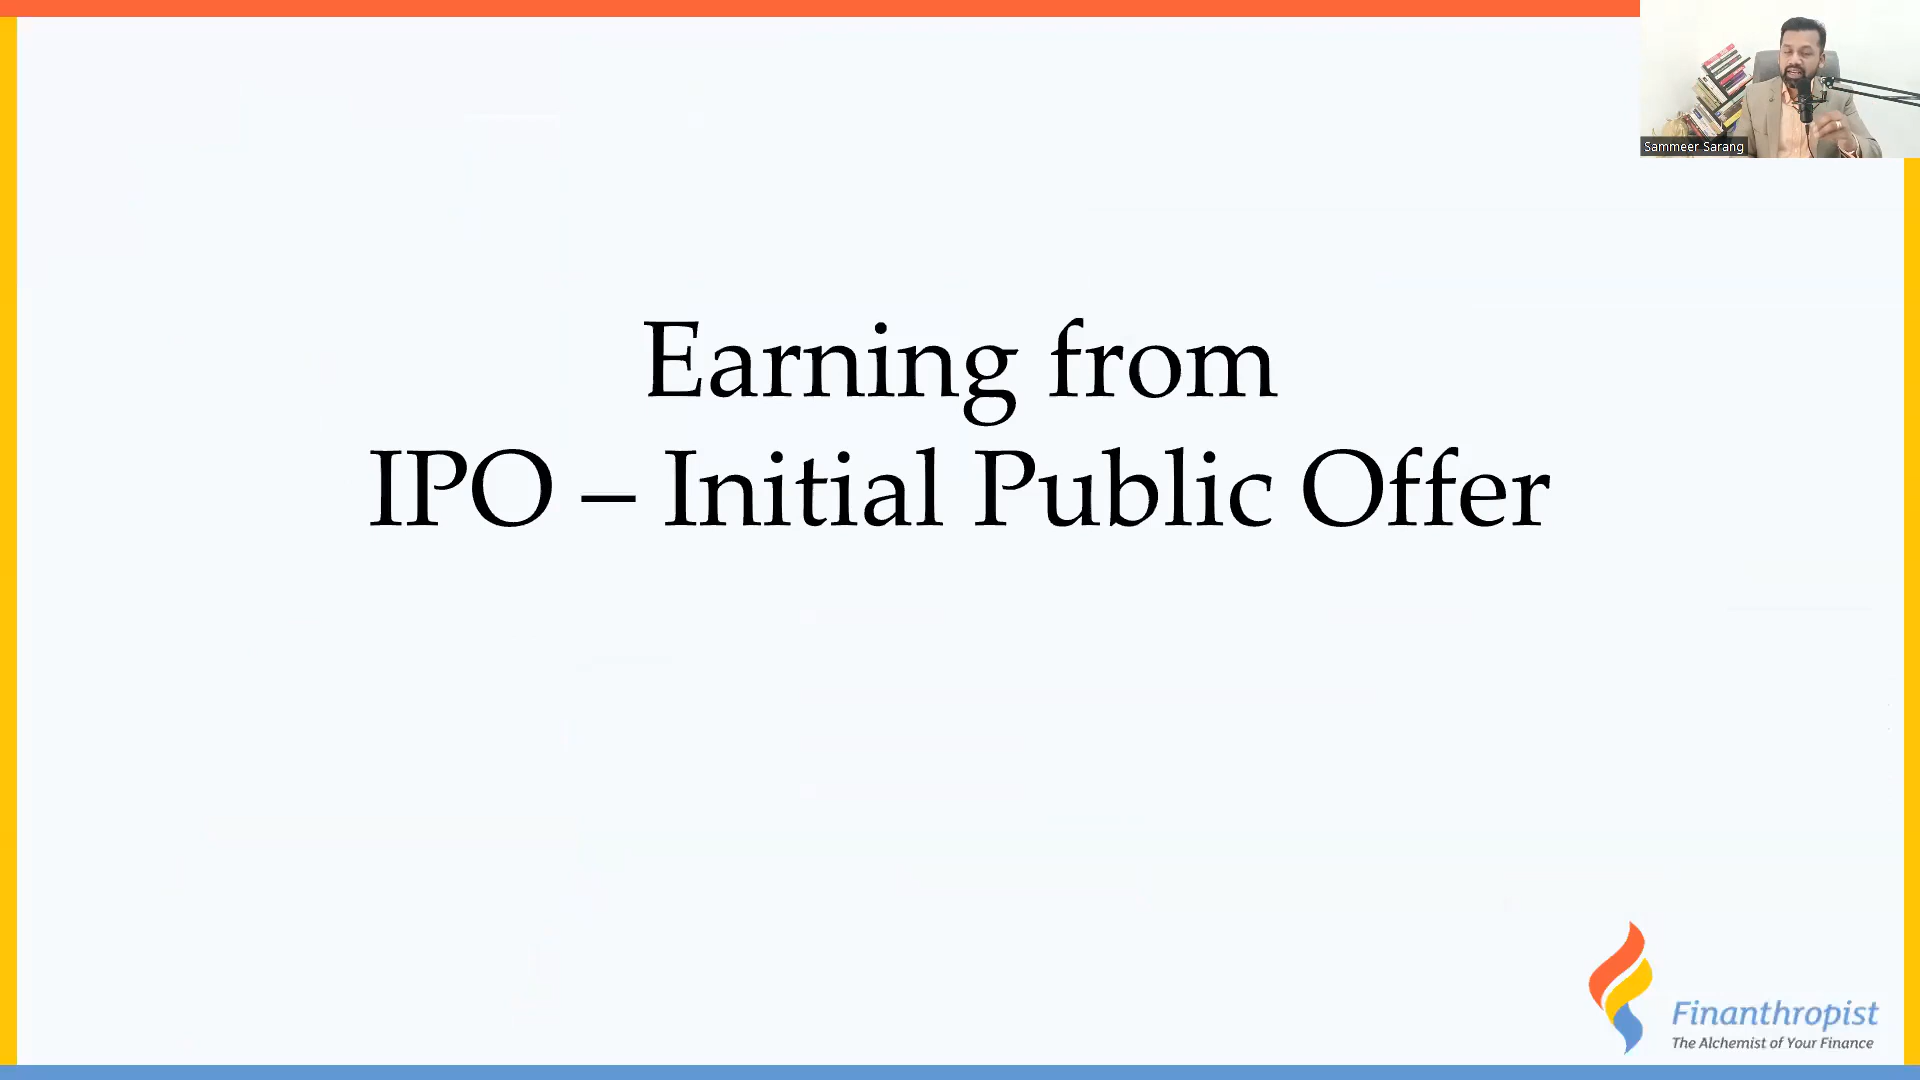 Sammeer Sarang
Earning from
IPO – Initial Public Offer
Finanthropist
The Alchemist of Your Finance